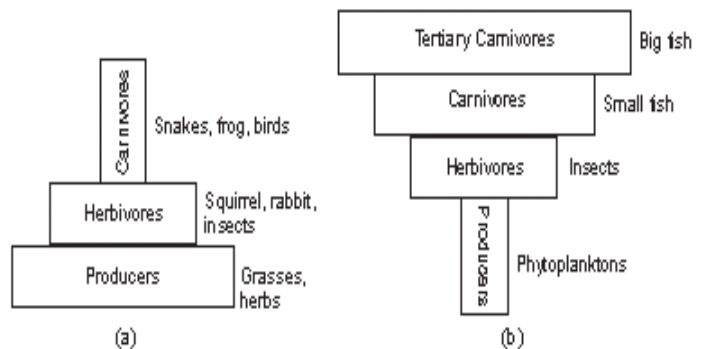 Carnivores
Snakes, frog, birds
Herbivores
Squirrel, rabbit,
insects
Producers
Grasses,
herbs
(a)
Tertiary Carnivores
Big fish
Carnivores
Small fish
Herbivores
Insects
Producers
Phytoplanktons
(b)